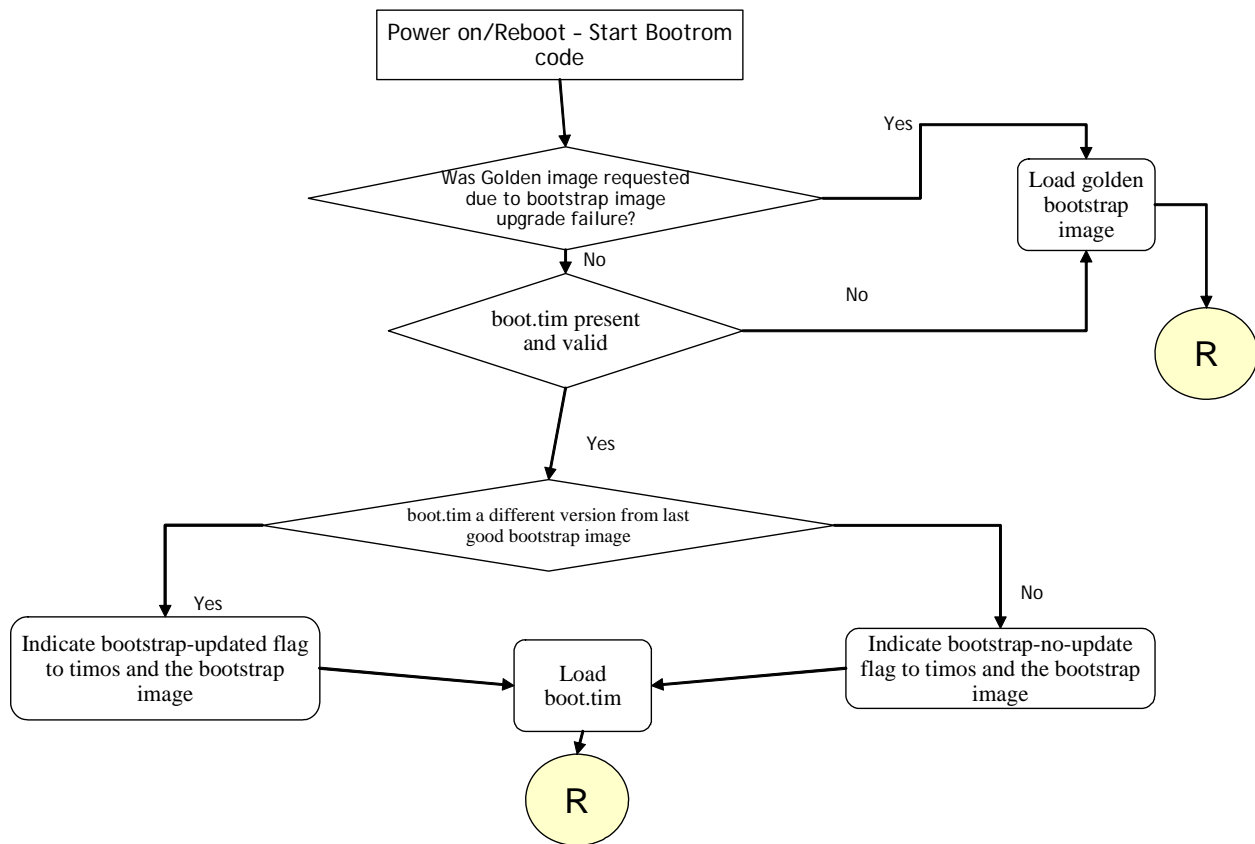 Power on/Reboot – Start Bootrom
code
Yes
Was Golden image requested
due to bootstrap image
upgrade failure?
Load golden
bootstrap
image
No
No
boot.tim present
and valid
R
Yes
boot.tim a different version from last
good bootstrap image
Yes
No
Indicate bootstrap-updated flag
to timos and the bootstrap
image
Load
boot.tim
Indicate bootstrap-no-update
flag to timos and the bootstrap
image
R